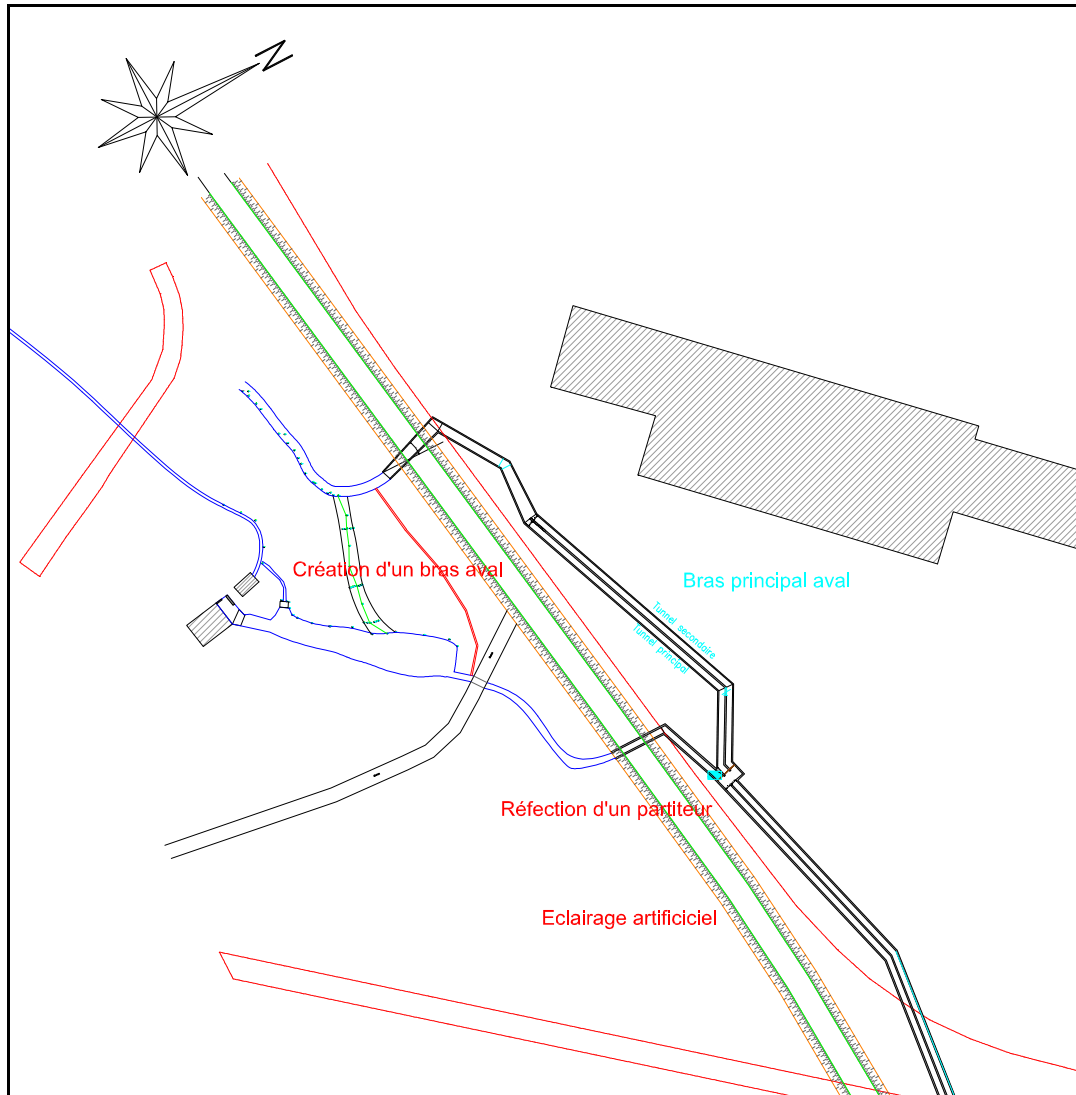 N
Création d'un bras aval
Bras principal aval
Tunnel secondaire
Tunnel principal
Réfection d'un partiteur
Eclairage artificiciel